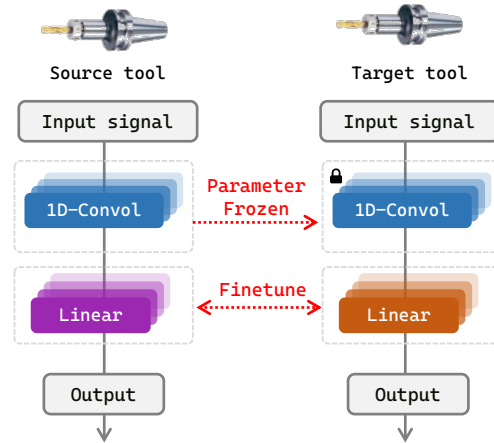 Source tool
Target tool
Input signal
Input signal
1D-Convol
Parameter
Frozen
1D-Convol
Linear
Finetune
Linear
Output
Output